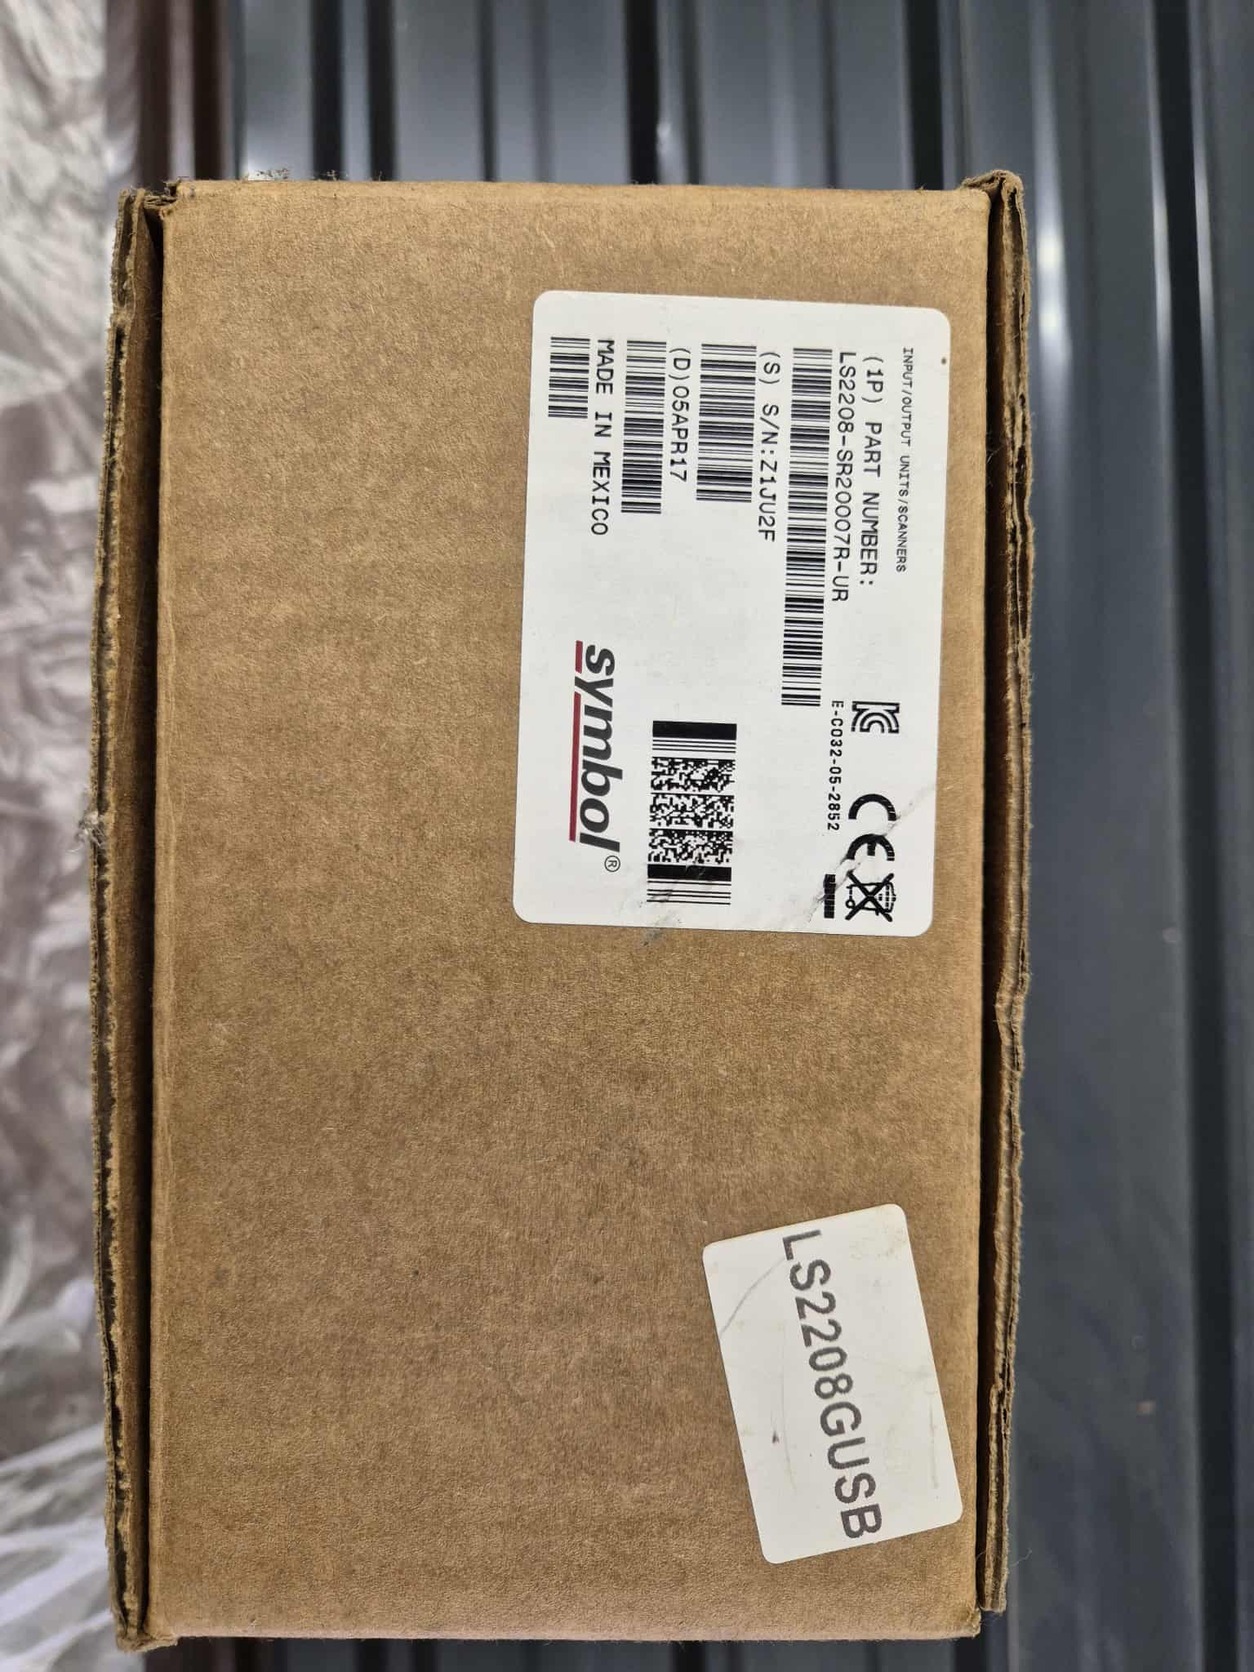 INPUT/OUTPUT UNITS/SCANNERS
(1P) PART NUMBER:
LS2208-SR20007R-UR
E-C032-05-2852
CE
(S) S/N:Z1JU2F
(D)05APR17
MADE IN MEXICO
symbol®
LS2208GUSB